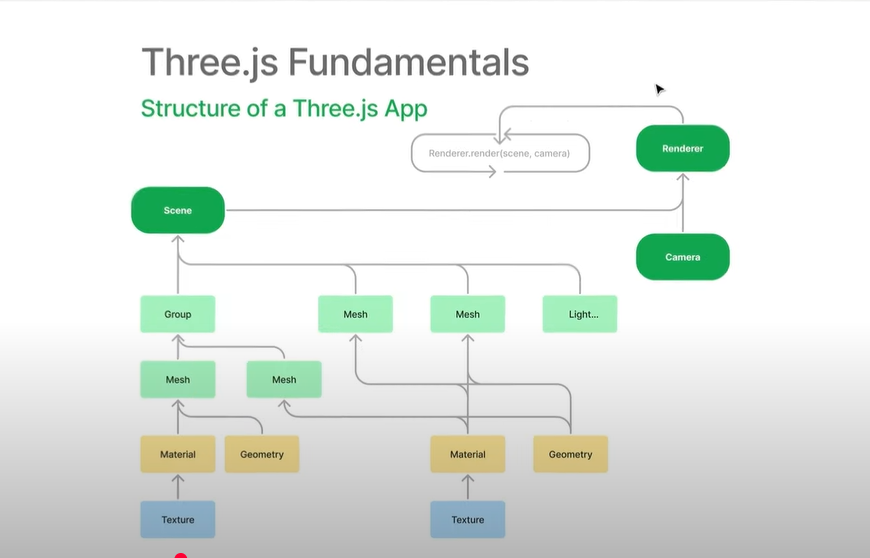 Three.js Fundamentals
Structure of a Three.js App
Renderer.render(scene, camera)
Renderer
Scene
Camera
Group
Mesh
Mesh
Light...
Mesh
Mesh
Material
Geometry
Material
Geometry
Texture
Texture